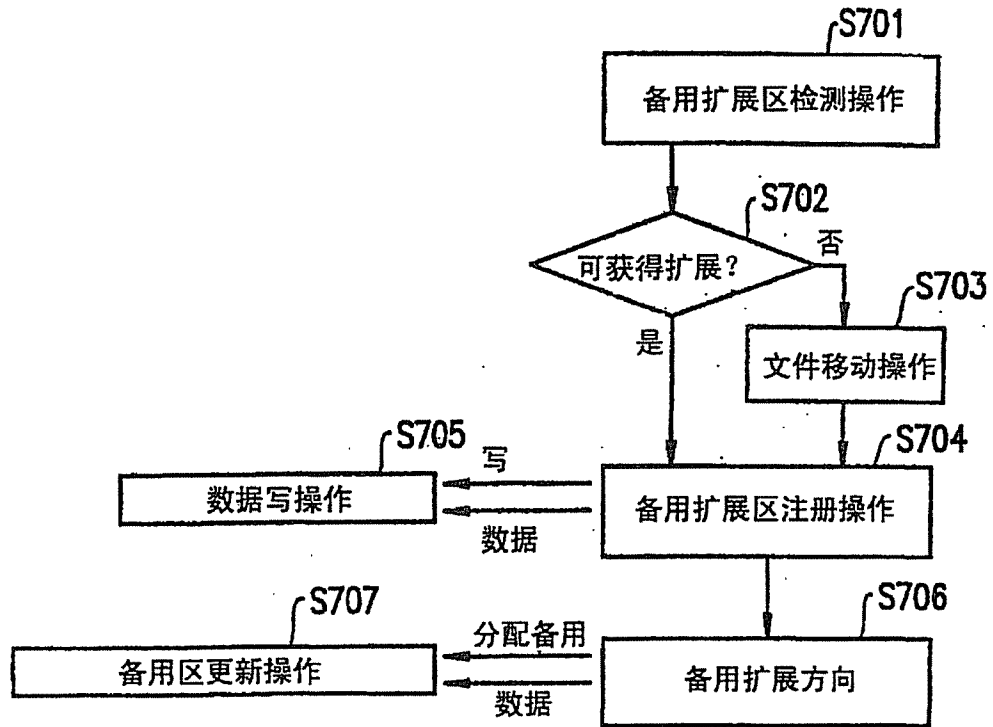 S701
备用扩展区检测操作
S702
可获得扩展?
否
是
S703
文件移动操作
S704
备用扩展区注册操作
S705
写
数据写操作
数据
S706
备用扩展方向
S707
分配备用
备用区更新操作
数据